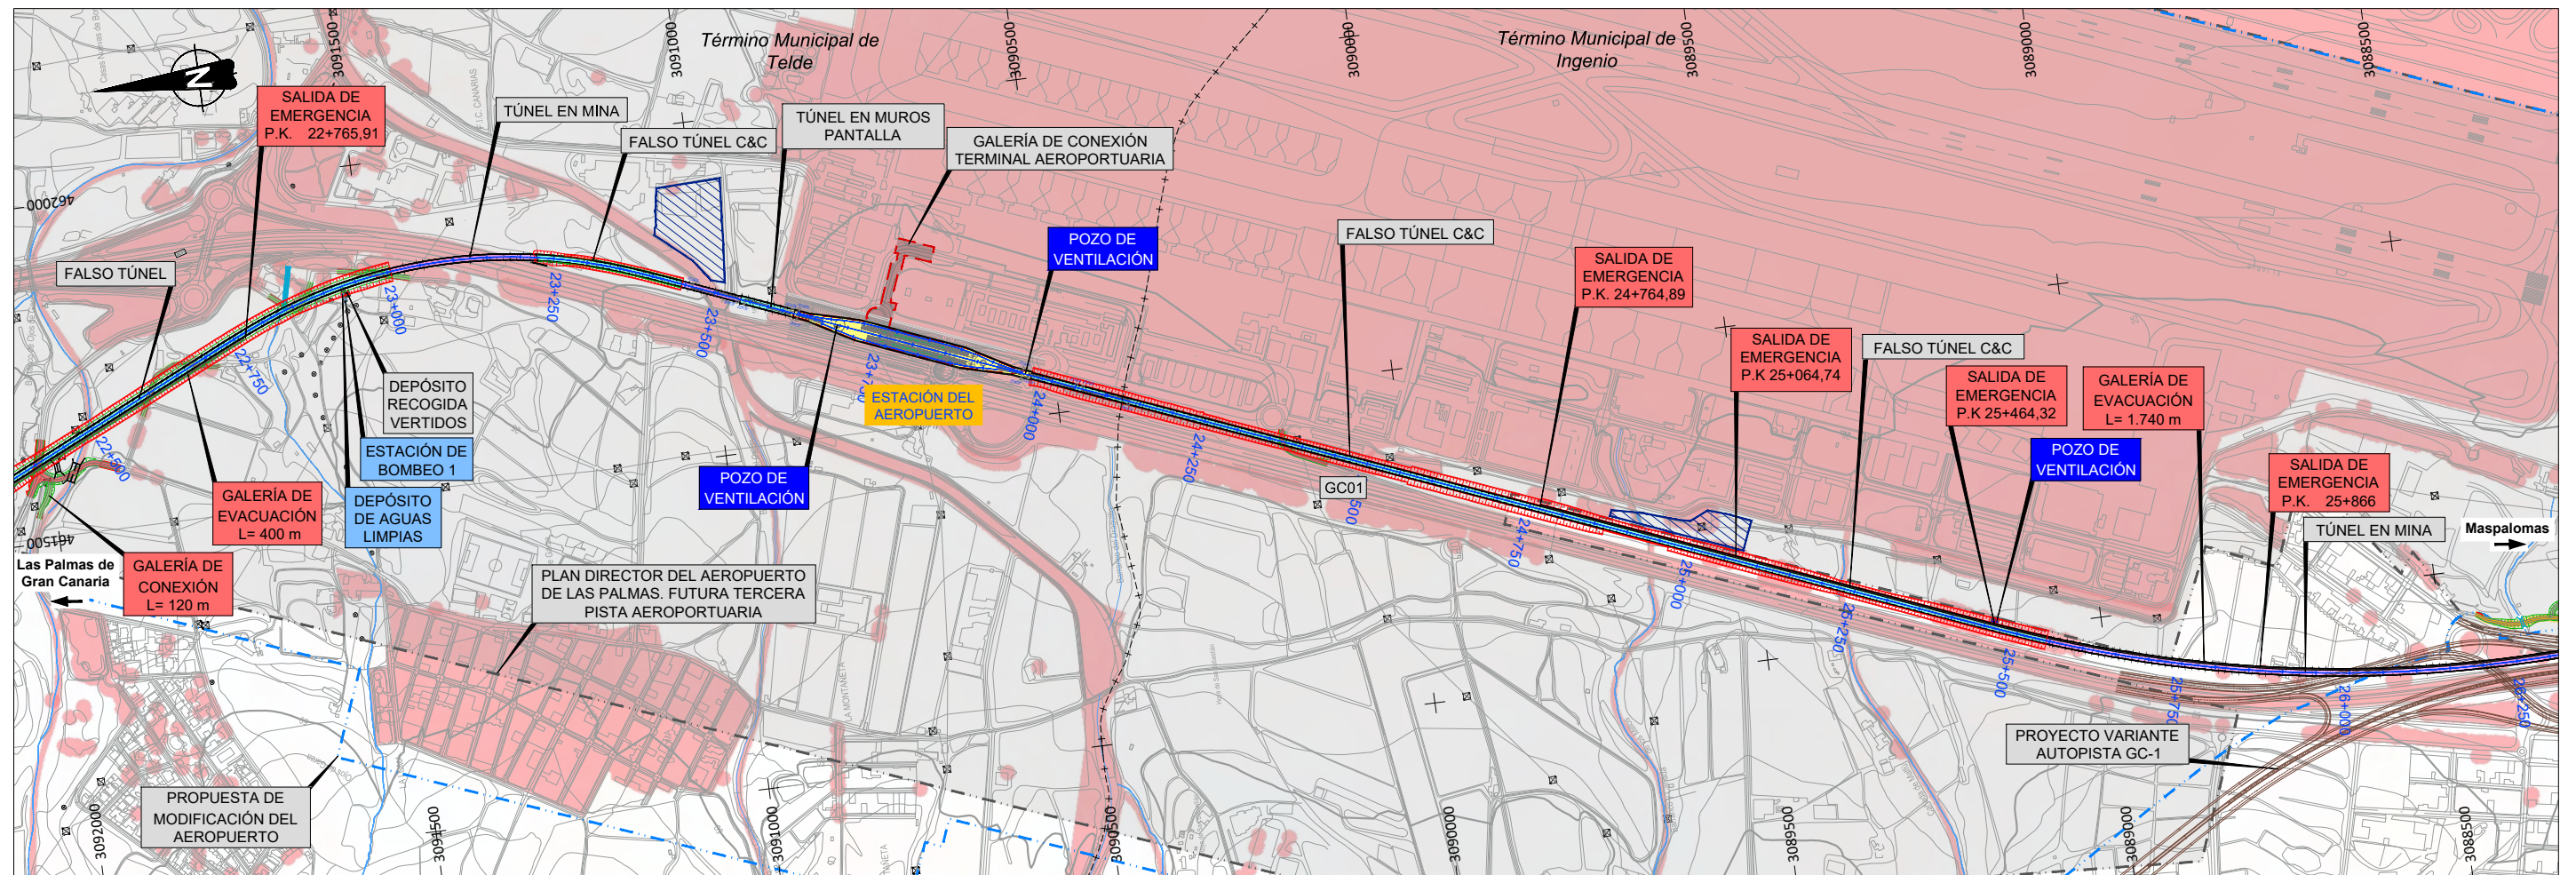 Término Municipal de
Telde
Término Municipal de
Ingenio
3091500
3091000
3090500
3090000
3089500
3089000
3088500
N
SALIDA DE
EMERGENCIA
P.K. 22+765,91
TÚNEL EN MINA
FALSO TÚNEL C&C
TÚNEL EN MUROS
PANTALLA
GALERÍA DE CONEXIÓN
TERMINAL AEROPORTUARIA
462000
FALSO TÚNEL
POZO DE
VENTILACIÓN
FALSO TÚNEL C&C
SALIDA DE
EMERGENCIA
P.K. 24+764,89
SALIDA DE
EMERGENCIA
P.K 25+064,74
FALSO TÚNEL C&C
SALIDA DE
EMERGENCIA
P.K 25+464,32
GALERÍA DE
EVACUACIÓN
L= 1.740 m
POZO DE
VENTILACIÓN
SALIDA DE
EMERGENCIA
P.K. 25+866
TÚNEL EN MINA
Maspalomas
22+500
22+750
23+000
23+250
23+500
24+000
24+250
500
24+750
25+000
25+250
25+500
25+750
26+000
26+250
DEPÓSITO
RECOGIDA
VERTIDOS
ESTACIÓN DE
BOMBEO 1
DEPÓSITO
DE AGUAS
LIMPIAS
ESTACIÓN DEL
AEROPUERTO
POZO DE
VENTILACIÓN
GC01
GALERÍA DE
EVACUACIÓN
L= 400 m
461500
Las Palmas de
Gran Canaria
GALERÍA DE
CONEXIÓN
L= 120 m
PLAN DIRECTOR DEL AEROPUERTO
DE LAS PALMAS. FUTURA TERCERA
PISTA AEROPORTUARIA
LA MONTAÑETA
PROYECTO VARIANTE
AUTOPISTA GC-1
PROPUESTA DE
MODIFICACIÓN DEL
AEROPUERTO
3092000
3091500
3091000
3090500
3090000
3089500
3089000
3088500